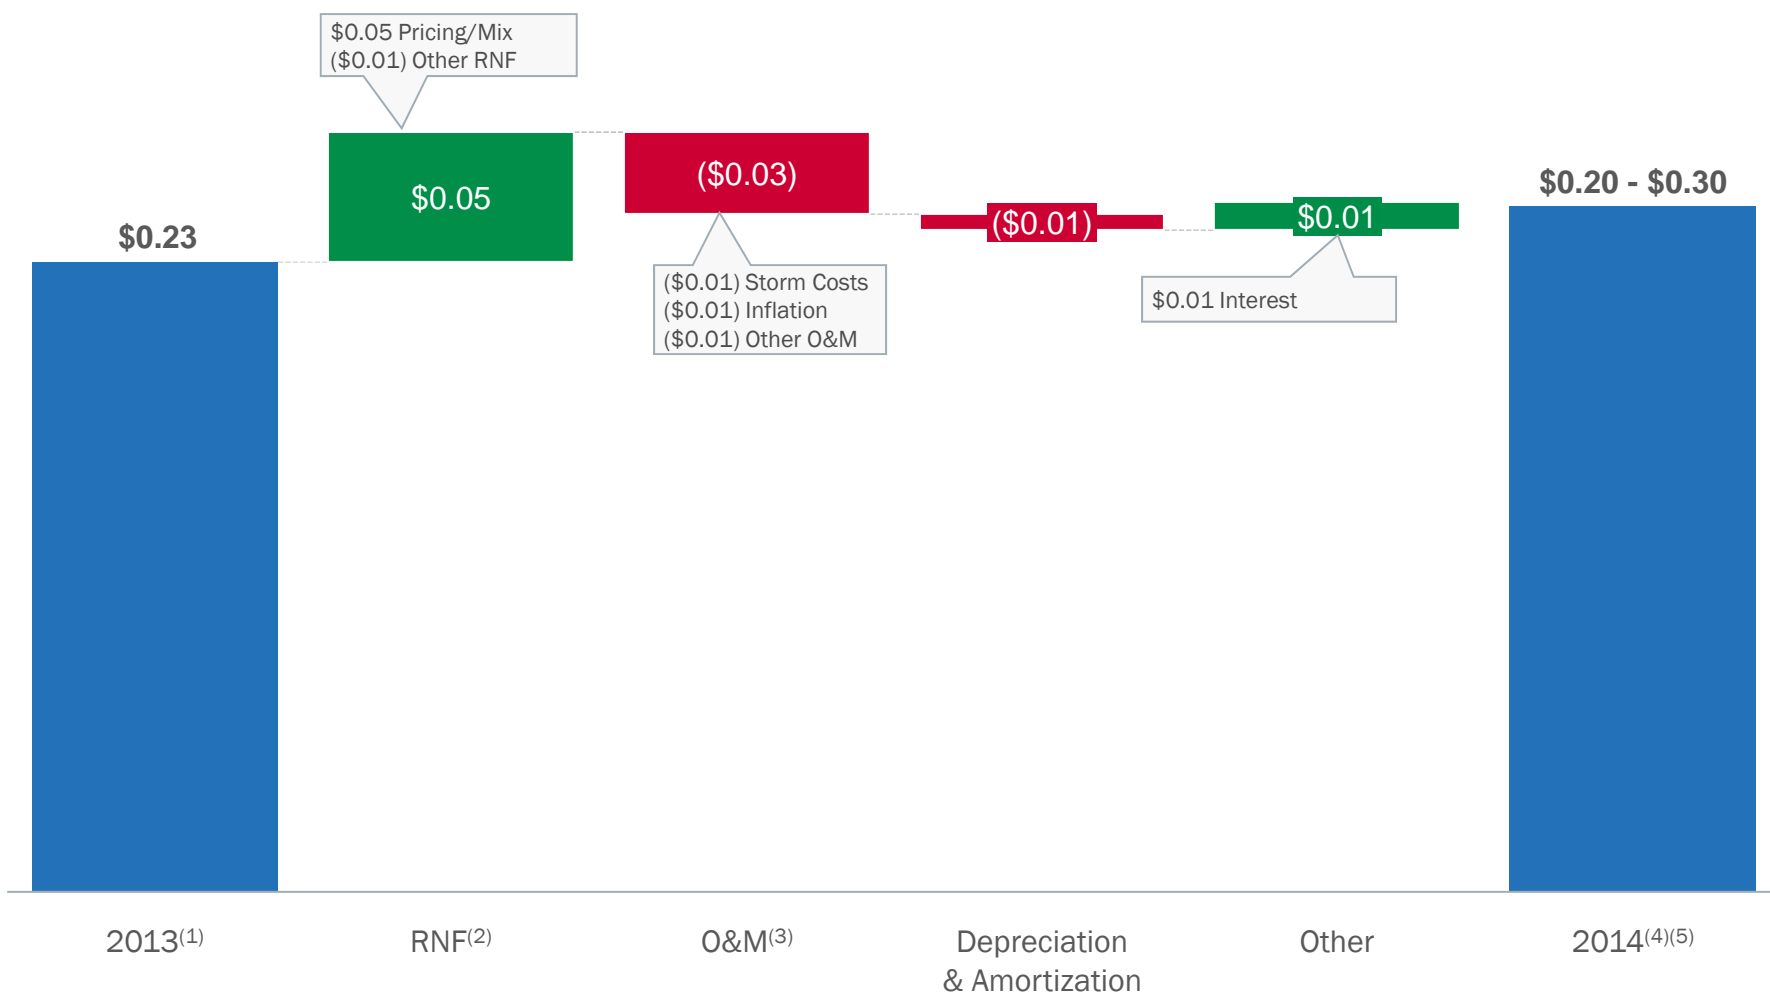 $0.05 Pricing/Mix
($0.01) Other RNF
$0.23
$0.05
($0.03)
($0.01) Storm Costs
($0.01) Inflation
($0.01) Other O&M
($0.01)
$0.01
$0.01 Interest
$0.20 - $0.30
2013(1)
RNF(2)
O&M(3)
Depreciation
& Amortization
Other
2014(4)(5)